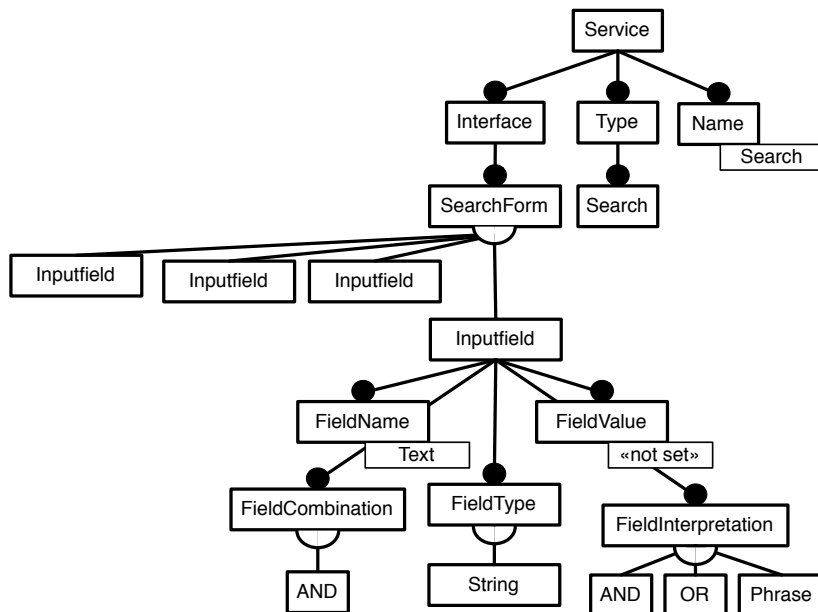 Service
Interface
Type
Name
Search
SearchForm
Search
Inputfield
Inputfield
Inputfield
Inputfield
FieldName
FieldValue
Text
«not set»
FieldCombination
FieldType
FieldInterpretation
AND
String
AND
OR
Phrase